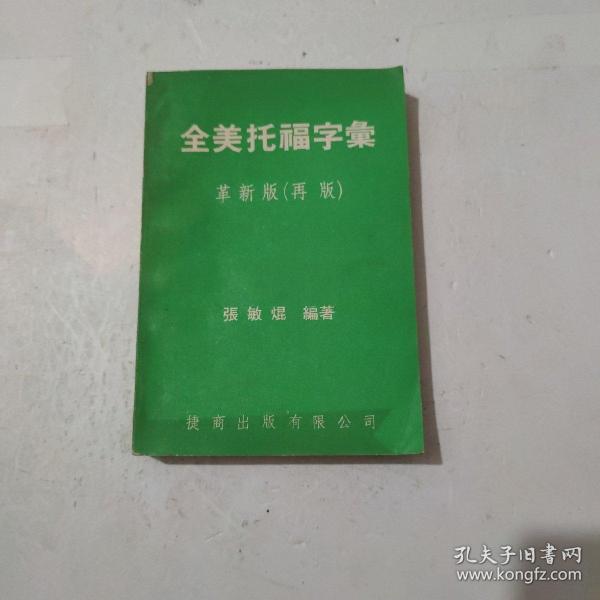 全美托福字彙
革新版(再版)
張敏焜 編著
捷商出版有限公司
孔夫子旧书网
www.kongfz.com